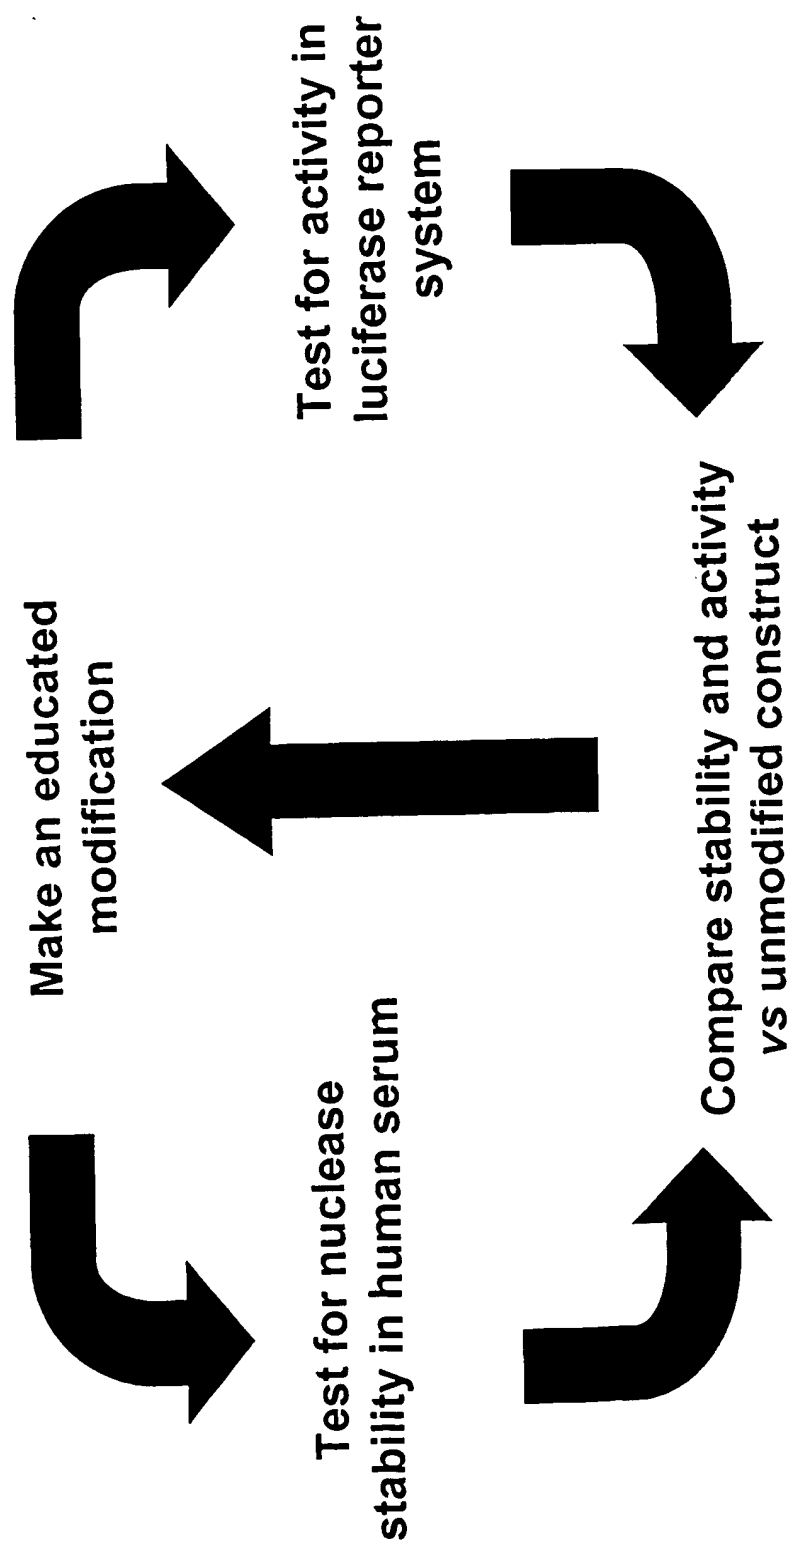 Make an educated
modification
Test for nuclease
stability in human serum
Test for activity in
luciferase reporter
system
Compare stability and activity
vs unmodified construct